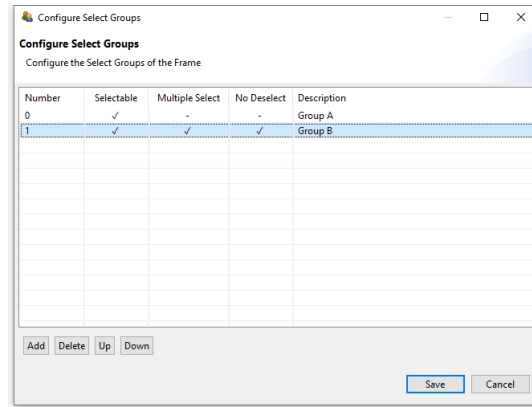 Configure Select Groups
Configure Select Groups
Configure the Select Groups of the Frame
Number Selectable Multiple Select No Deselect Description
0 ✓ - - Group A
1 ✓ ✓ ✓ Group B
Add Delete Up Down
Save Cancel